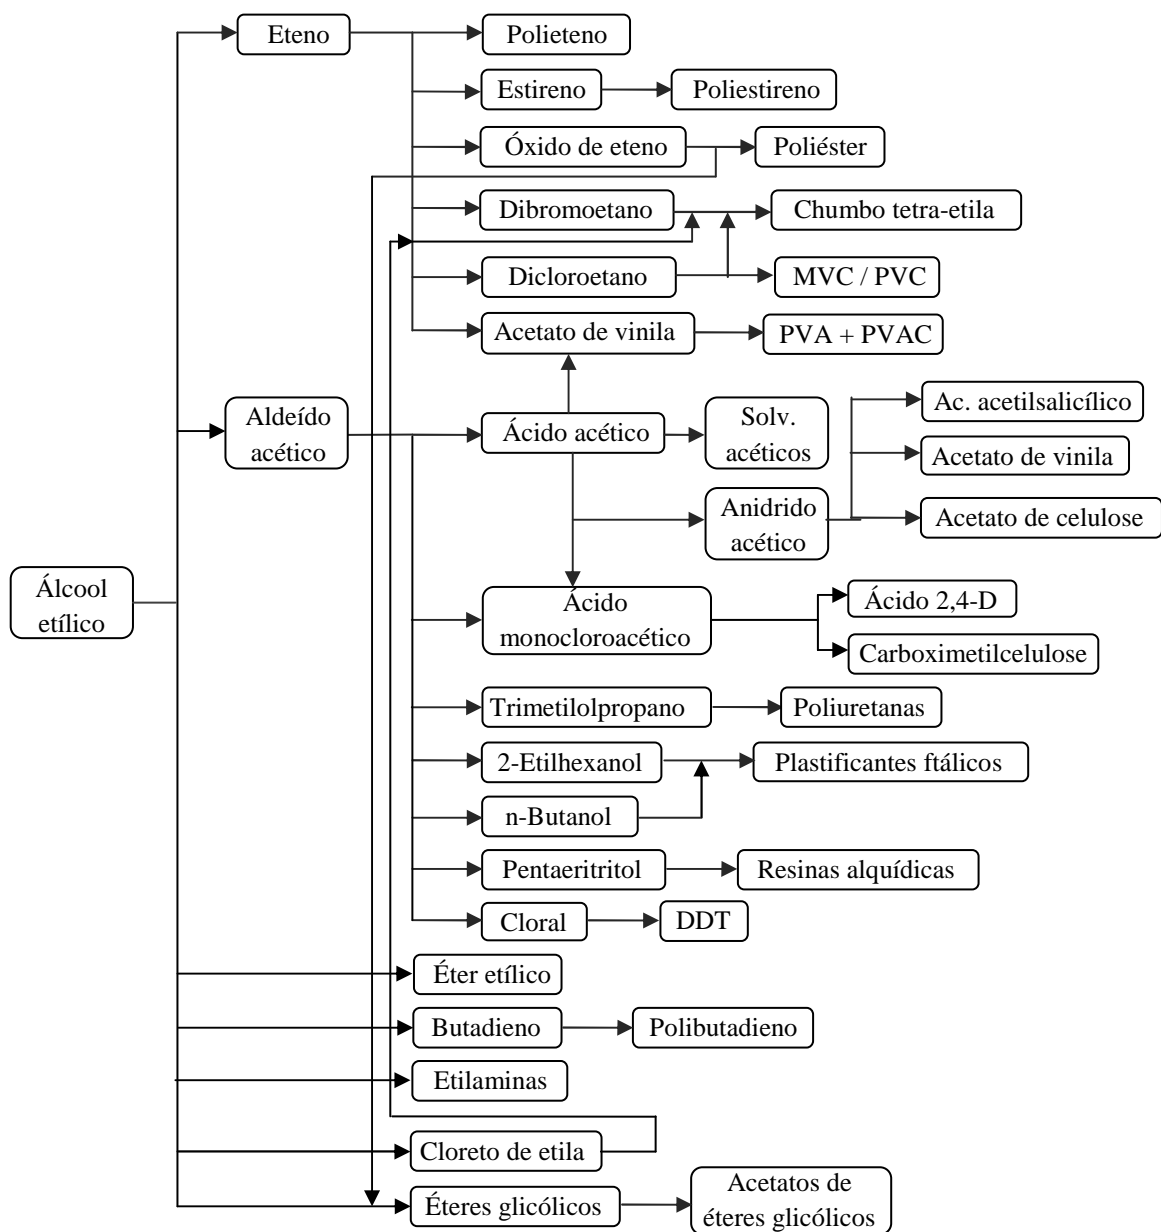 Eteno
Polieteno
Estireno
Poliestireno
Óxido de eteno
Poliéster
Dibromoetano
Chumbo tetra-etila
Dicloroetano
MVC / PVC
Acetato de vinila
PVA + PVAC
Aldeído
acético
Ácido acético
Solv.
acéticos
Ac. acetilsalicílico
Acetato de vinila
Anidrido
acético
Acetato de celulose
Álcool
etílico
Ácido
monocloroacético
Ácido 2,4-D
Carboximetilcelulose
Trimetilolpropano
Poliuretanas
2-Etilhexanol
Plastificantes ftálicos
n-Butanol
Pentaeritritol
Resinas alquídicas
Cloral
DDT
Éter etílico
Butadieno
Polibutadieno
Etilaminas
Cloreto de etila
Éteres glicólicos
Acetatos de
éteres glicólicos